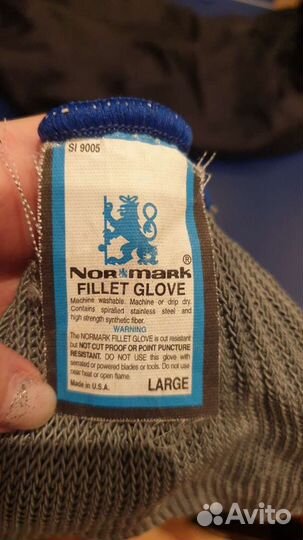 SI 9005
NORMARK®
FILLET GLOVE
Machine washable. Machine or drip dry.
Contains spiralled stainless steel and
high strength synthetic fiber.
WARNING
The NORMARK FILLET GLOVE is cut resistant
but NOT CUT PROOF OR POINT PUNCTURE
RESISTANT. DO NOT USE this glove with
serrated or powered blades or tools. Do not use
near heat or open flame.
Made in U.S.A. LARGE
Avito